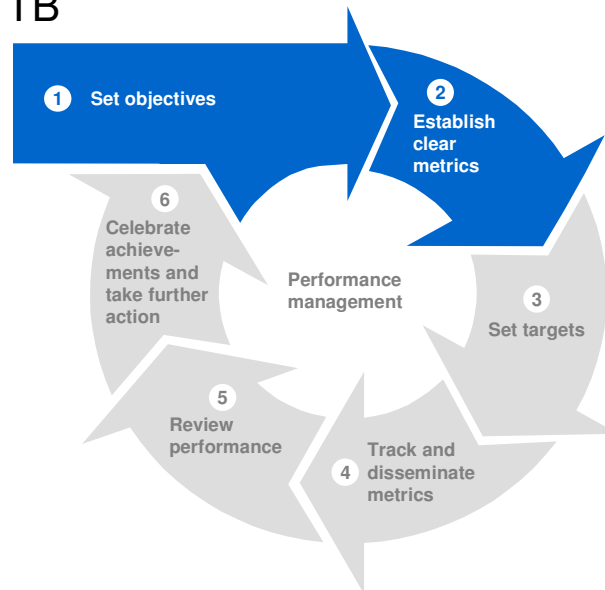 1 Set objectives
2
Establish
clear
metrics
3
Set targets
4
Track and
disseminate
metrics
5
Review
performance
6
Celebrate
achieve-
ments and
take further
action
Performance
management